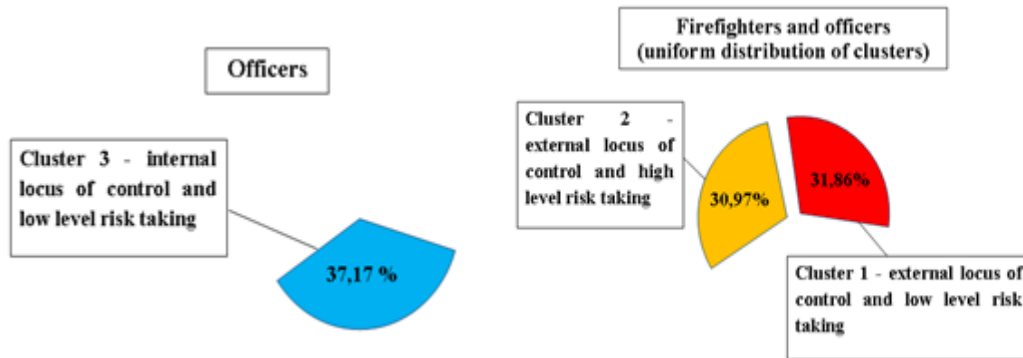 Officers
Cluster 3 - internal
locus of control and
low level risk taking
37,17 %
Firefighters and officers
(uniform distribution of clusters)
Cluster 2 -
external locus of
control and high
level risk taking
30,97%
31,86%
Cluster 1 - external locus of
control and low level risk
taking